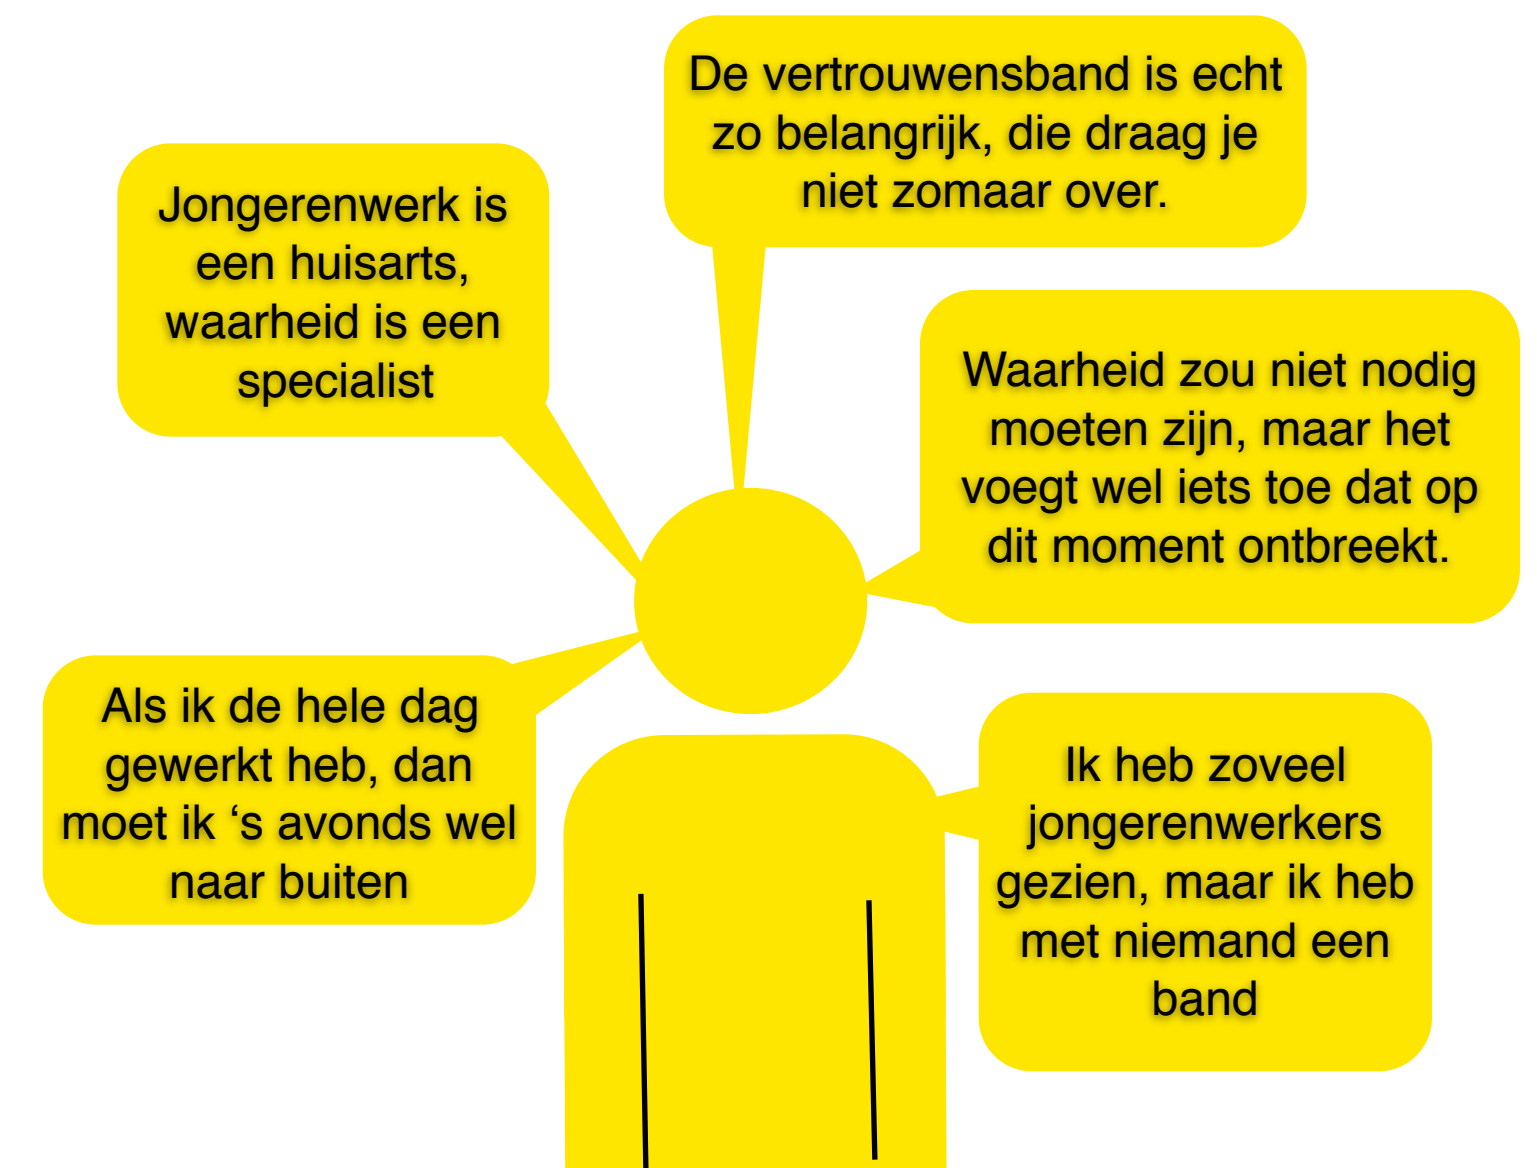 De vertrouwensband is echt
zo belangrijk, die draag je
niet zomaar over.
Jongerenwerk is
een huisarts,
waarheid is een
specialist
Waarheid zou niet nodig
moeten zijn, maar het
voegt wel iets toe dat op
dit moment ontbreekt.
Als ik de hele dag
gewerkt heb, dan
moet ik ‘s avonds wel
naar buiten
Ik heb zoveel
jongerenwerkers
gezien, maar ik heb
met niemand een
band